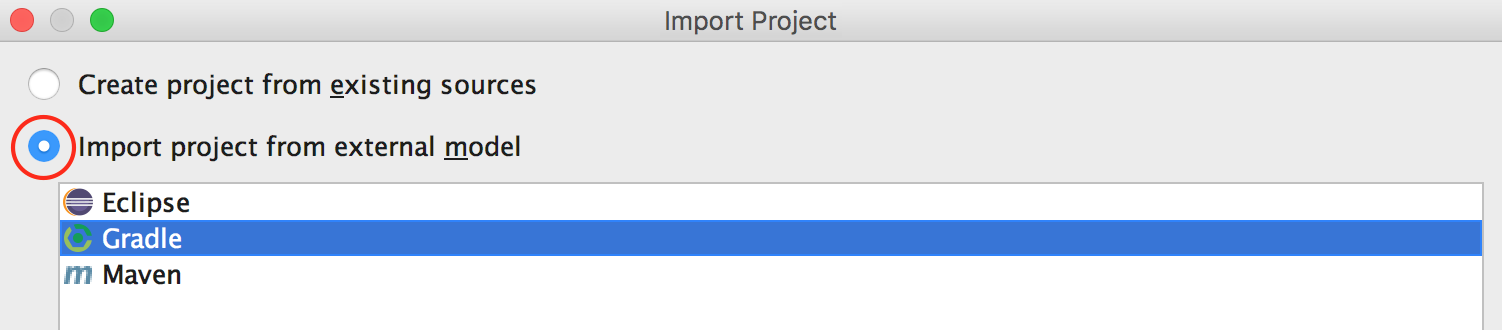 Import Project
Create project from existing sources
Import project from external model
Eclipse
Gradle
Maven